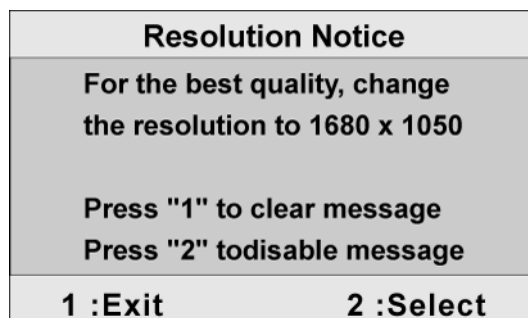 Resolution Notice
For the best quality, change
the resolution to 1680 x 1050
Press "1" to clear message
Press "2" todisable message
1 :Exit 2 :Select